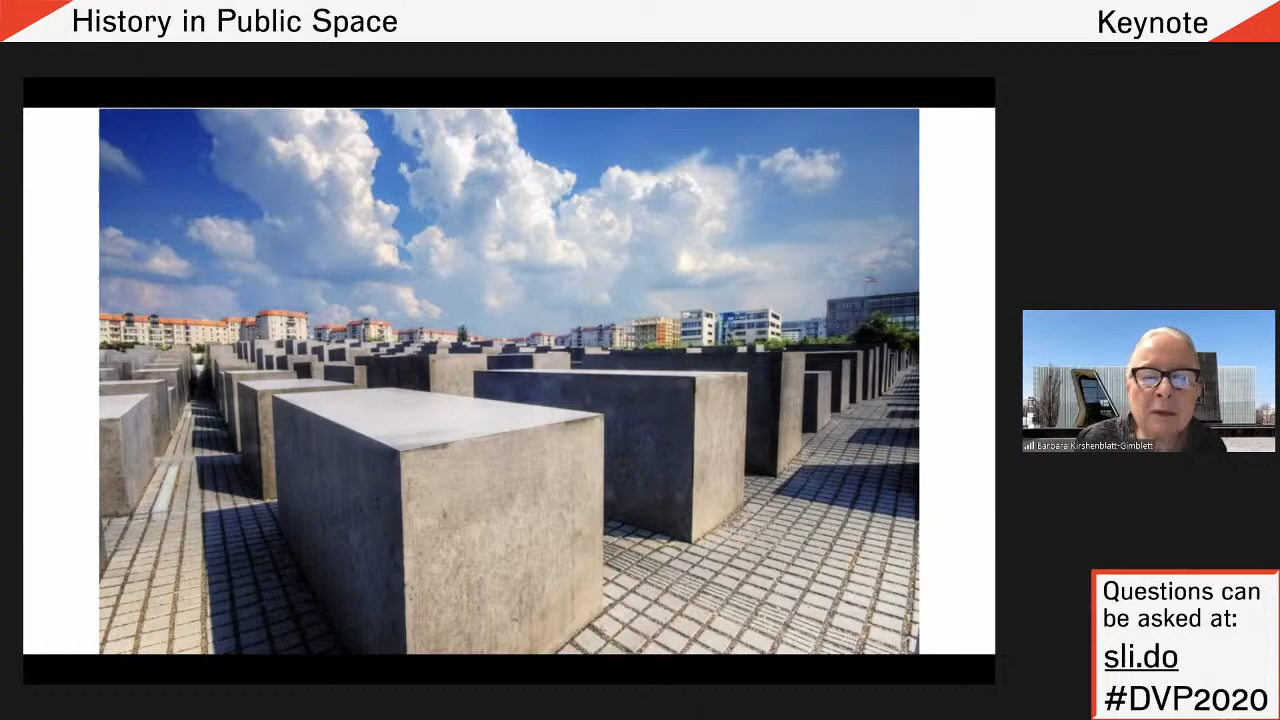 History in Public Space
Keynote
Barbara Kirshenblatt-Gimblett
Questions can
be asked at:
sli.do
#DVP2020